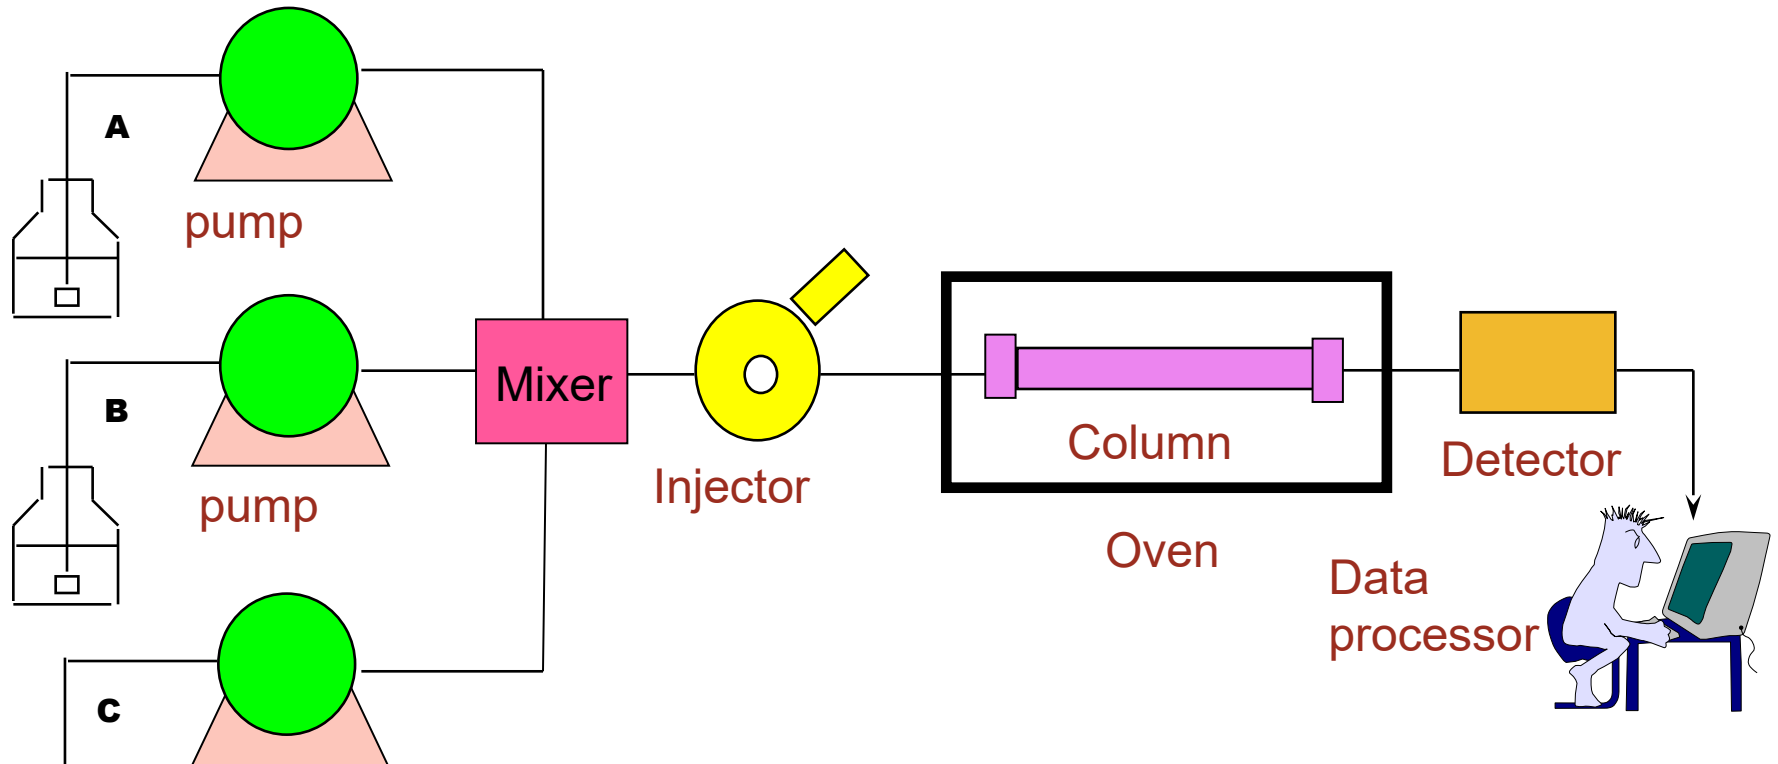 A
pump
B
pump
C
Mixer
Injector
Column
Oven
Detector
Data
processor